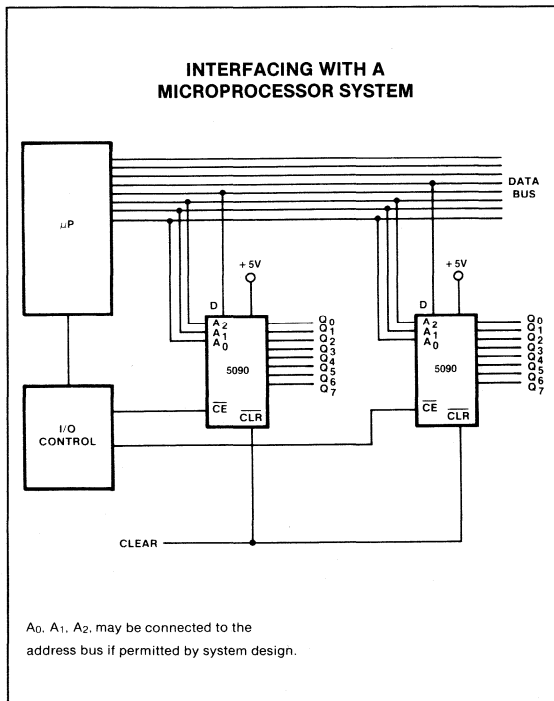 INTERFACING WITH A
MICROPROCESSOR SYSTEM
μP
DATA
BUS
+5V
+5V
D
D
A2
A1
A0
5090
CE
CLR
Q0
Q1
Q2
Q3
Q4
Q5
Q6
Q7
A2
A1
A0
5090
CE
CLR
Q0
Q1
Q2
Q3
Q4
Q5
Q6
Q7
I/O
CONTROL
CLEAR
A0, A1, A2, may be connected to the
address bus if permitted by system design.